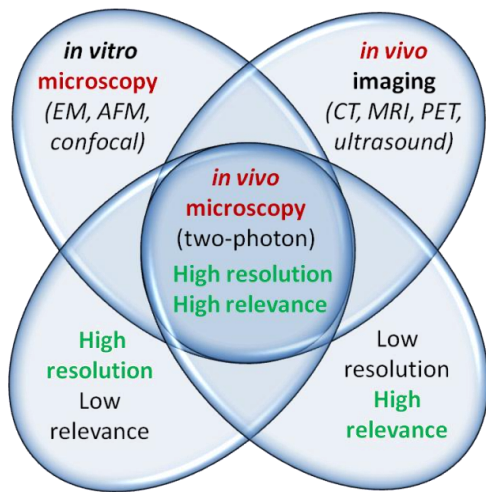 in vitro
microscopy
(EM, AFM,
confocal)
in vivo
imaging
(CT, MRI, PET,
ultrasound)
in vivo
microscopy
(two-photon)
High resolution
High relevance
High
resolution
Low
relevance
Low
resolution
High
relevance